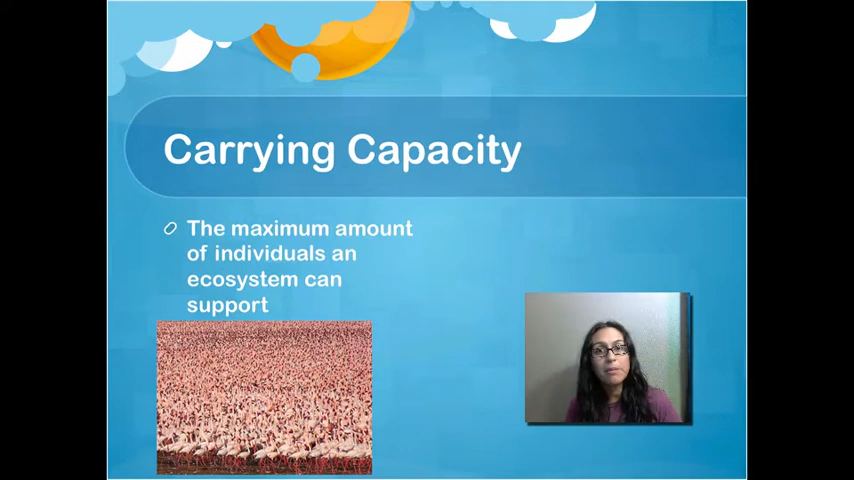 Carrying Capacity
The maximum amount
of individuals an
ecosystem can
support